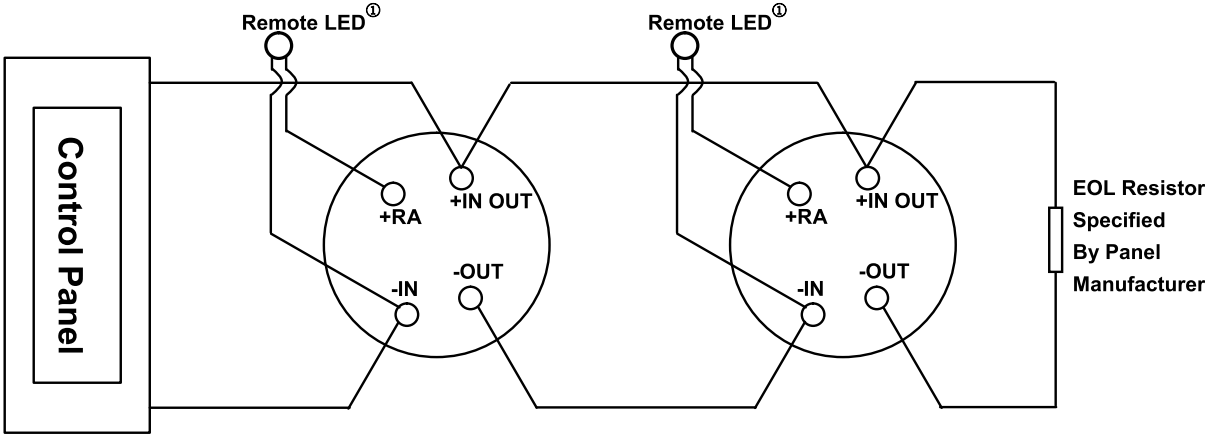 Remote LED①
Remote LED①
Control Panel
+RA
+IN OUT
-IN
-OUT
+RA
+IN OUT
-IN
-OUT
EOL Resistor
Specified
By Panel
Manufacturer